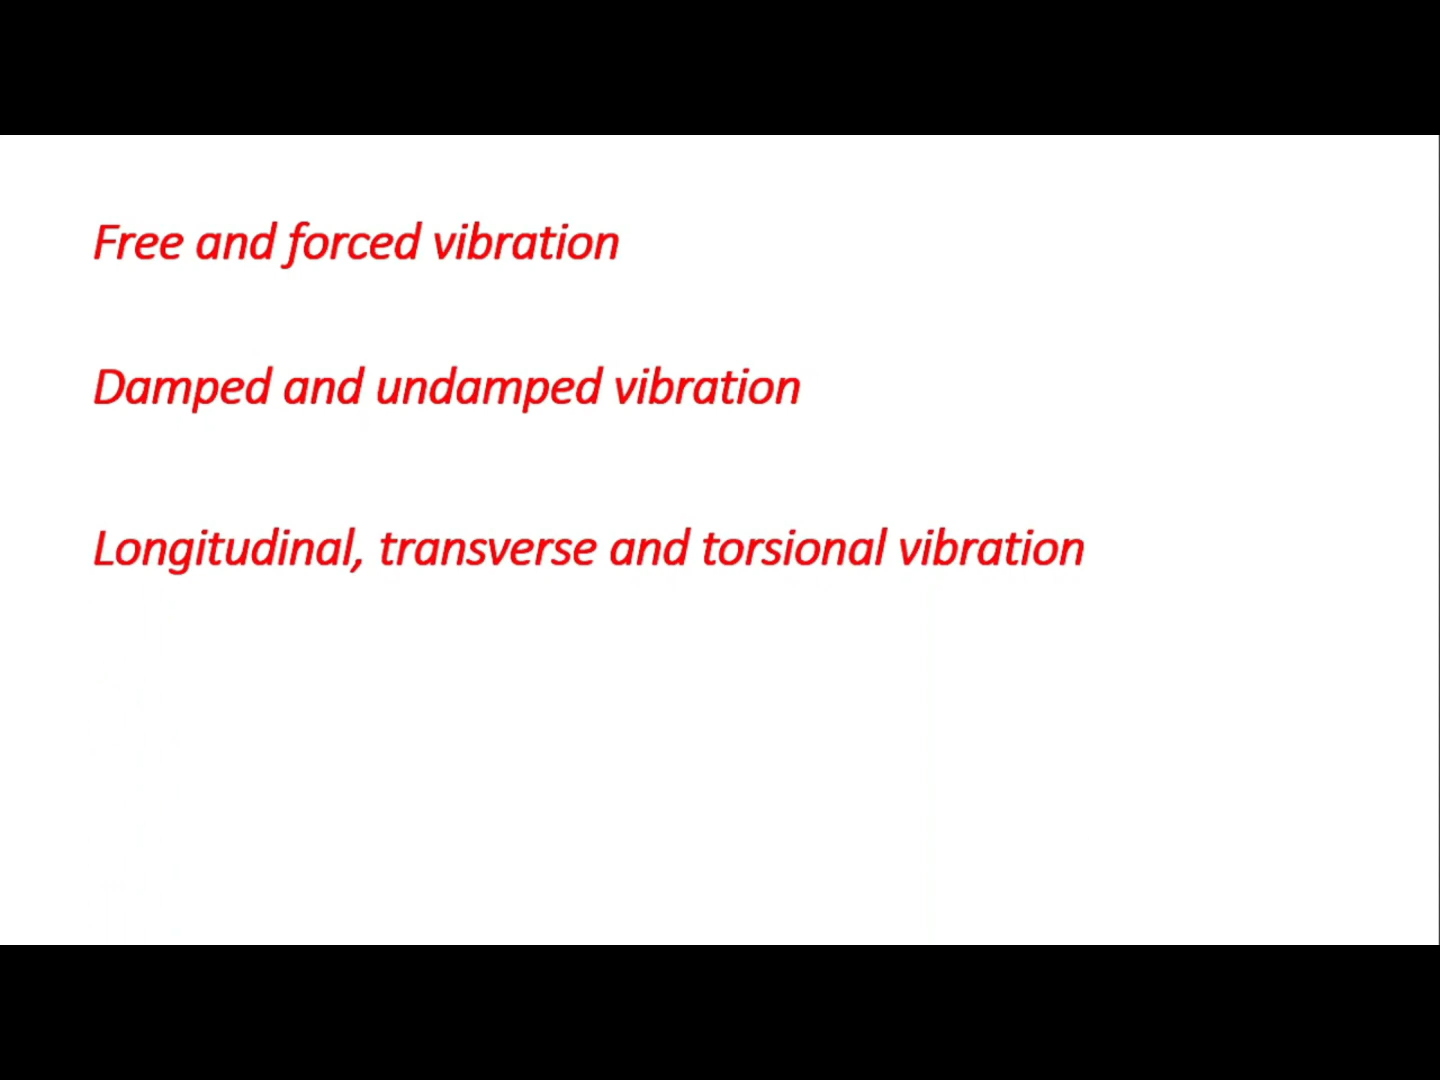 Free and forced vibration
Damped and undamped vibration
Longitudinal, transverse and torsional vibration